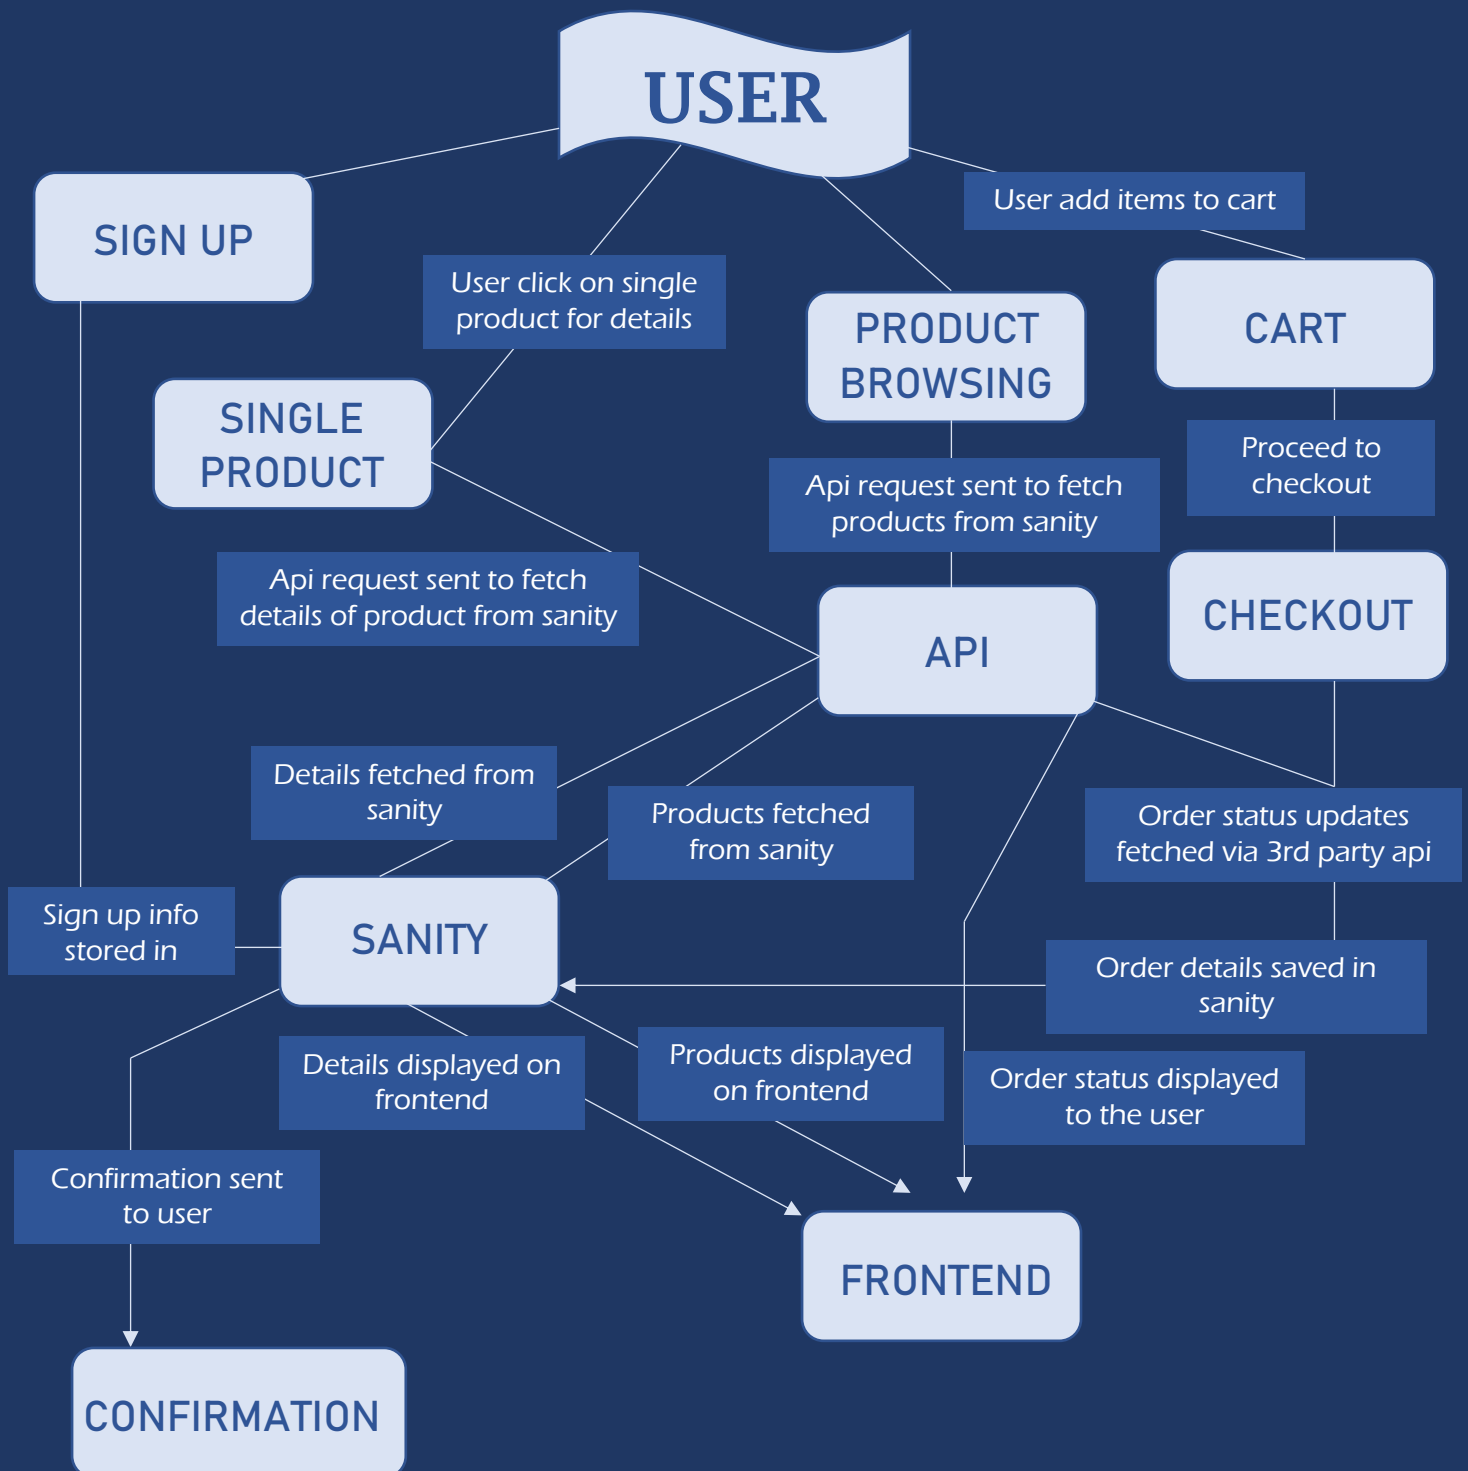 USER
User add items to cart
SIGN UP
User click on single
product for details
PRODUCT
BROWSING
CART
SINGLE
PRODUCT
Proceed to
checkout
Api request sent to fetch
products from sanity
Api request sent to fetch
details of product from sanity
API
CHECKOUT
Details fetched from
sanity
Products fetched
from sanity
Order status updates
fetched via 3rd party api
Sign up info
stored in
SANITY
Order details saved in
sanity
Details displayed on
frontend
Products displayed
on frontend
Order status displayed
to the user
Confirmation sent
to user
FRONTEND
CONFIRMATION